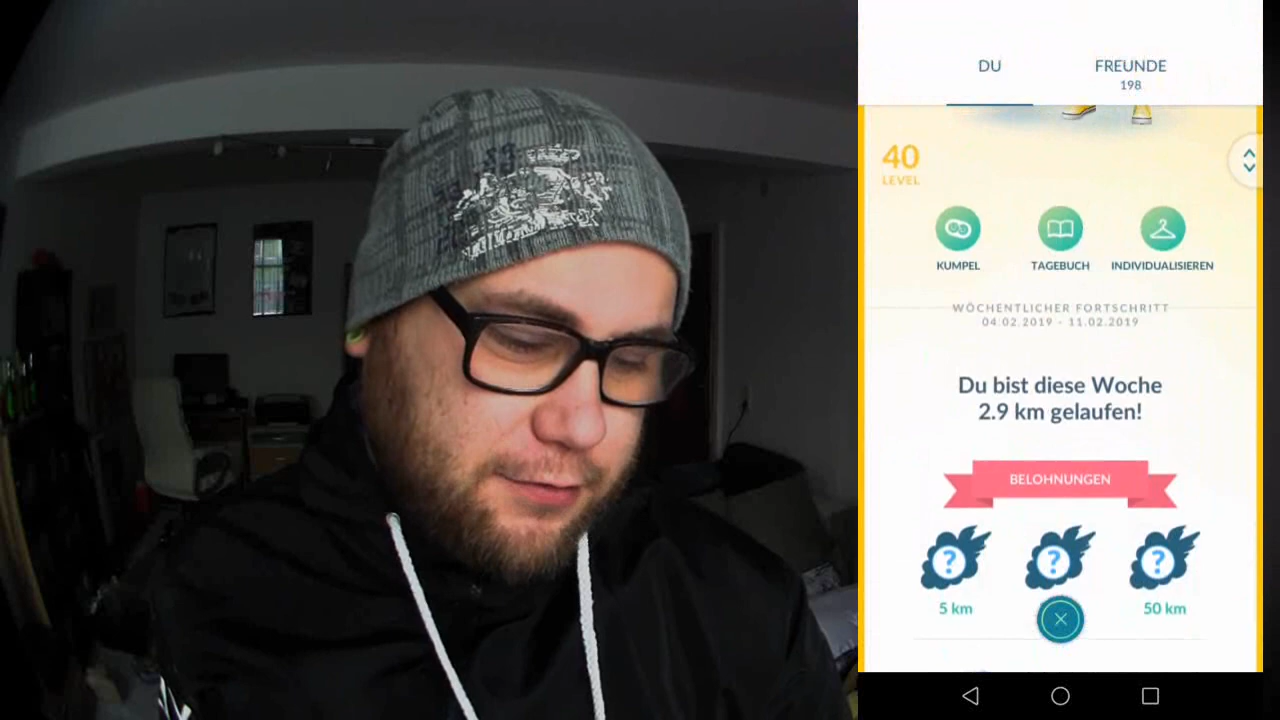 DU
FREUNDE
198
40
LEVEL
KUMPEL
TAGEBUCH
INDIVIDUALISIEREN
WÖCHENTLICHER FORTSCHRITT
04.02.2019 - 11.02.2019
Du bist diese Woche
2.9 km gelaufen!
BELOHNUNGEN
? ? ?
5 km
50 km